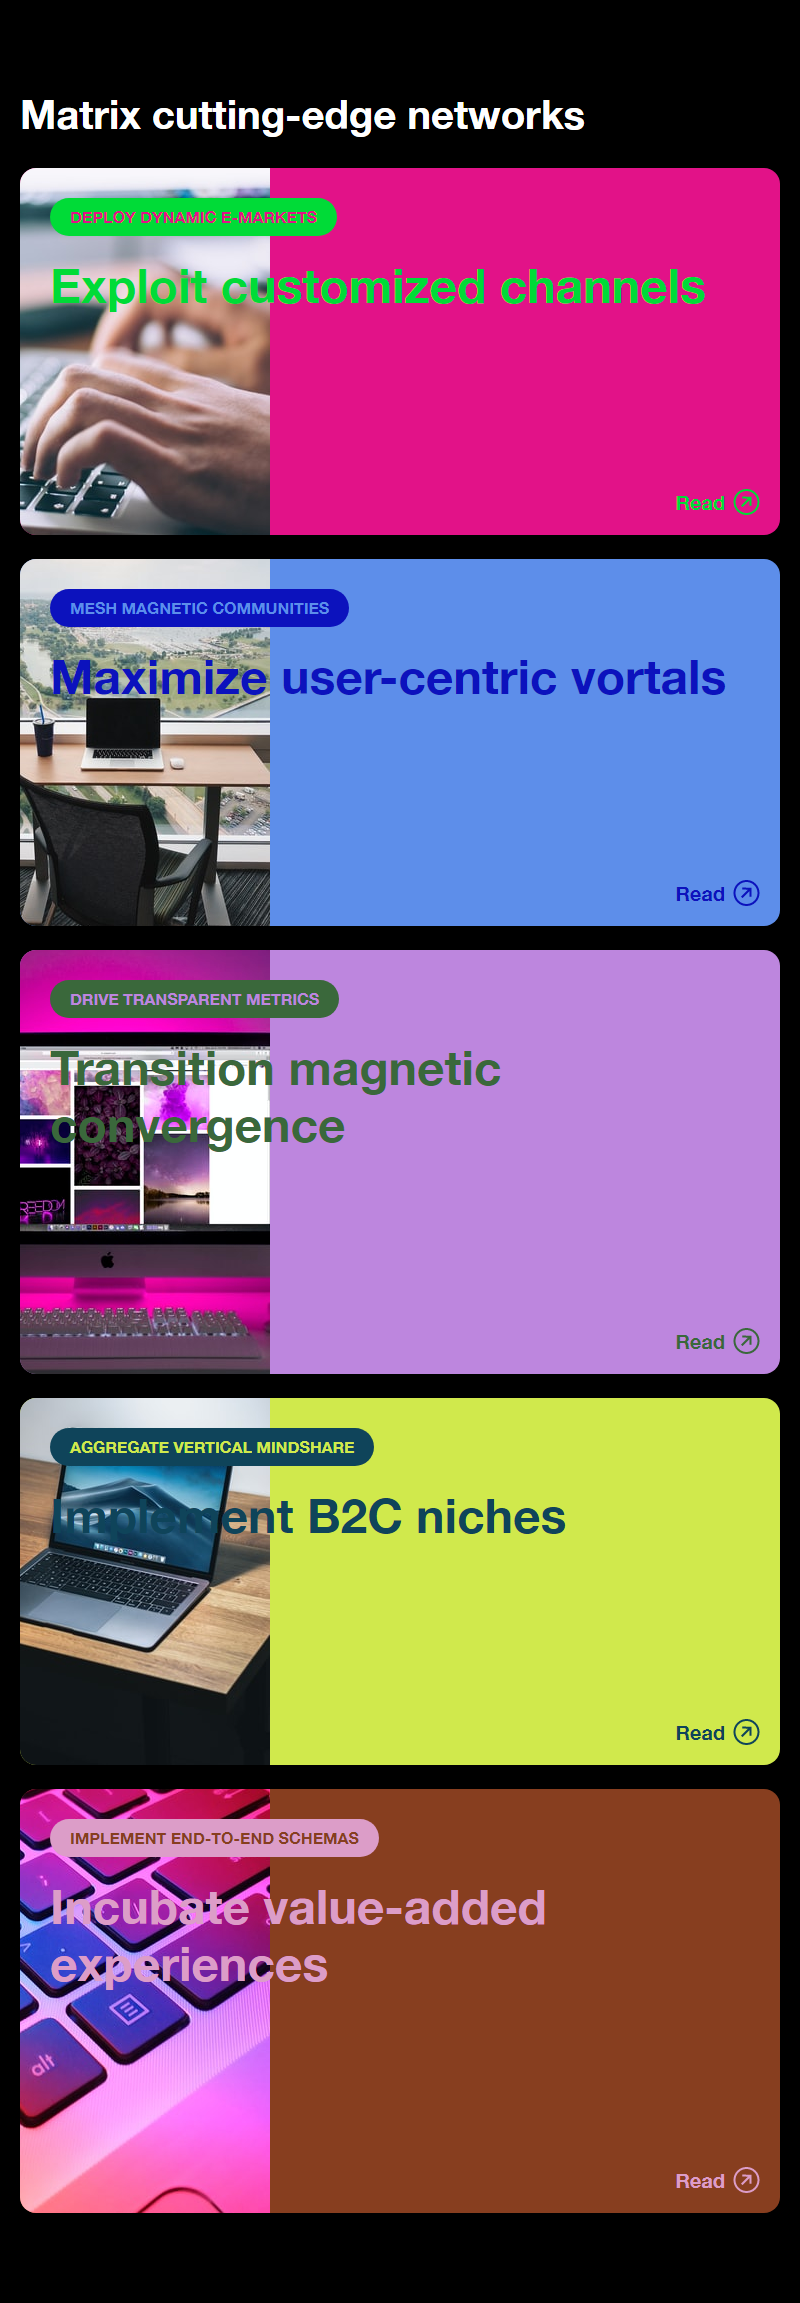 Matrix cutting-edge networks
DEPLOY DYNAMIC E-MARKETS
Exploit customized channels
Read
MESH MAGNETIC COMMUNITIES
Maximize user-centric vortals
Read
DRIVE TRANSPARENT METRICS
Transition magnetic
convergence
REEDOM
Read
AGGREGATE VERTICAL MINDSHARE
Implement B2C niches
Read
IMPLEMENT END-TO-END SCHEMAS
Incubate value-added
experiences
alt
Read